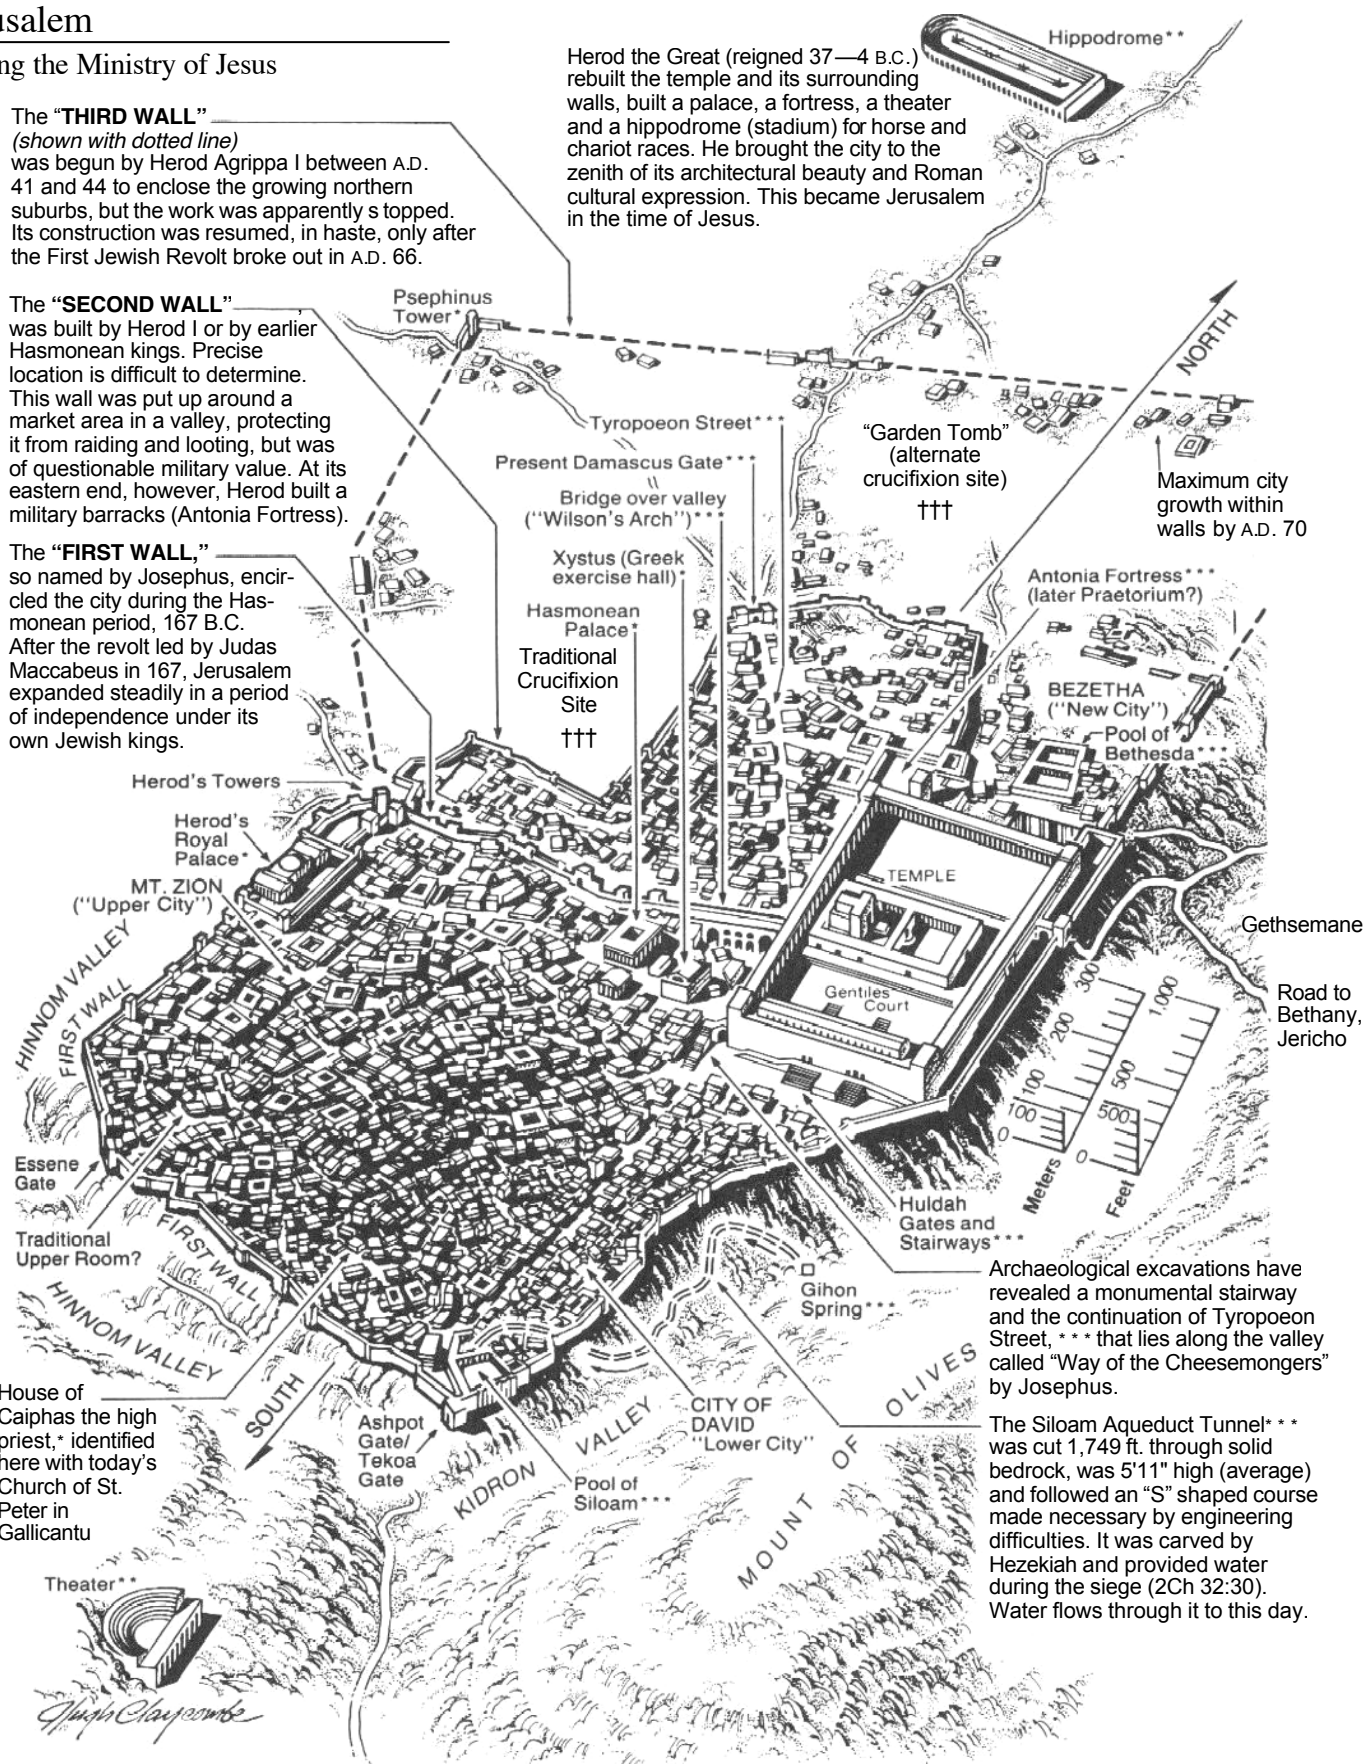 usalem
ng the Ministry of Jesus
The “THIRD WALL”
(shown with dotted line)
was begun by Herod Agrippa I between A.D.
41 and 44 to enclose the growing northern
suburbs, but the work was apparently s topped.
Its construction was resumed, in haste, only after
the First Jewish Revolt broke out in A.D. 66.
Herod the Great (reigned 37—4 B.C.)
rebuilt the temple and its surrounding
walls, built a palace, a fortress, a theater
and a hippodrome (stadium) for horse and
chariot races. He brought the city to the
zenith of its architectural beauty and Roman
cultural expression. This became Jerusalem
in the time of Jesus.
Hippodrome**
The “SECOND WALL”
was built by Herod I or by earlier
Hasmonean kings. Precise
location is difficult to determine.
This wall was put up around a
market area in a valley, protecting
it from raiding and looting, but was
of questionable military value. At its
eastern end, however, Herod built a
military barracks (Antonia Fortress).
Psephinus
Tower*
NORTH
Tyropoeon Street***
Present Damascus Gate***
Bridge over valley
("Wilson's Arch")***
Xystus (Greek
exercise hall)*
Hasmonean
Palace*
Traditional
Crucifixion
Site
†††
“Garden Tomb”
(alternate
crucifixion site)
†††
Maximum city
growth within
walls by A.D. 70
Antonia Fortress***
(later Praetorium?)
BEZETHA
("New City")
Pool of
Bethesda***
The “FIRST WALL,”
so named by Josephus, encir-
cled the city during the Has-
monean period, 167 B.C.
After the revolt led by Judas
Maccabeus in 167, Jerusalem
expanded steadily in a period
of independence under its
own Jewish kings.
Herod's Towers
Herod's
Royal
Palace*
MT. ZION
("Upper City")
HINNOM VALLEY
FIRST WALL
TEMPLE
Gentiles'
Court
Gethsemane
Road to
Bethany,
Jericho
300
200
100
100
0
Meters
1,000
500
500
0
Feet
Essene
Gate
Traditional
Upper Room?
FIRST WALL
HINNOM VALLEY
Huldah
Gates and
Stairways***
Gihon
Spring***
Archaeological excavations have
revealed a monumental stairway
and the continuation of Tyropoeon
Street, *** that lies along the valley
called “Way of the Cheesemongers”
by Josephus.
House of
Caiphas the high
priest,* identified
here with today’s
Church of St.
Peter in
Gallicantu
SOUTH
Ashpot
Gate/
Tekoa
Gate
KIDRON VALLEY
Pool of
Siloam***
CITY OF
DAVID
"Lower City"
MOUNT OF OLIVES
The Siloam Aqueduct Tunnel***
was cut 1,749 ft. through solid
bedrock, was 5'11" high (average)
and followed an “S” shaped course
made necessary by engineering
difficulties. It was carved by
Hezekiah and provided water
during the siege (2Ch 32:30).
Water flows through it to this day.
Theater**
Hugh Claycombe